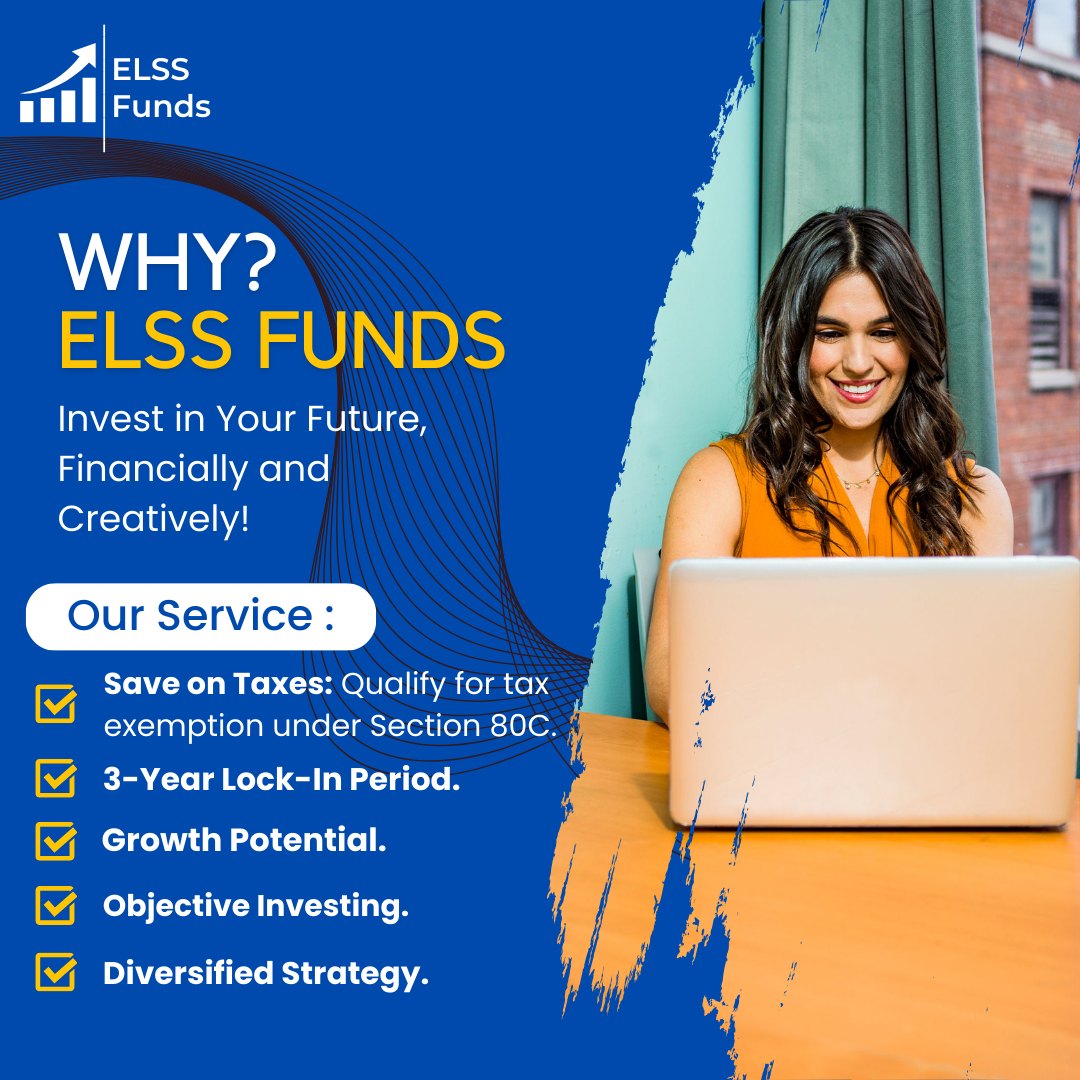 ELSS
Funds
WHY?
ELSS FUNDS
Invest in Your Future,
Financially and
Creatively!
Our Service :
Save on Taxes: Qualify for tax
exemption under Section 80C.
3-Year Lock-In Period.
Growth Potential.
Objective Investing.
Diversified Strategy.